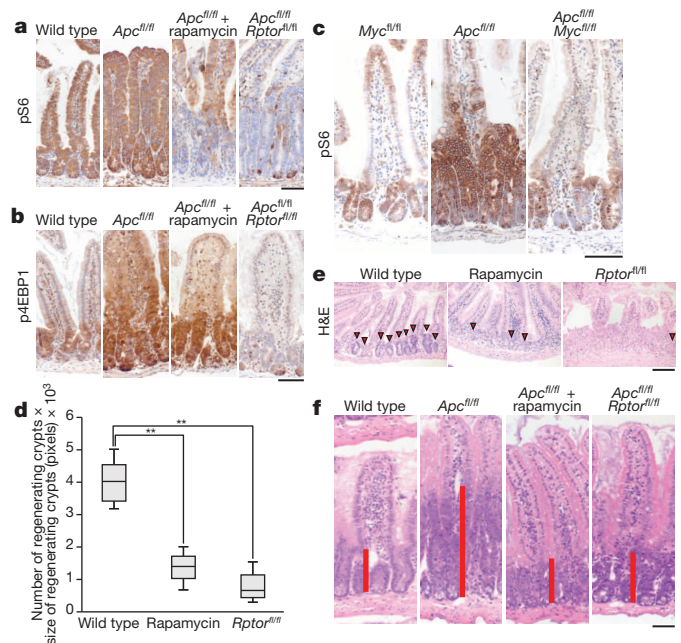 a
Wild type
Apcfl/fl
Apcfl/fl +
rapamycin
Apcfl/fl
Rptorfl/fl
pS6
b
Wild type
Apcfl/fl
Apcfl/fl +
rapamycin
Apcfl/fl
Rptorfl/fl
p4EBP1
c
Mycfl/fl
Apcfl/fl
Apcfl/fl
Mycfl/fl
pS6
d
Number of regenerating crypts ×
size of regenerating crypts (pixels) × 10³
6
5
4
3
2
1
0
**
**
Wild type
Rapamycin
Rptorfl/fl
e
Wild type
Rapamycin
Rptorfl/fl
H&E
f
Wild type
Apcfl/fl
Apcfl/fl +
rapamycin
Apcfl/fl
Rptorfl/fl